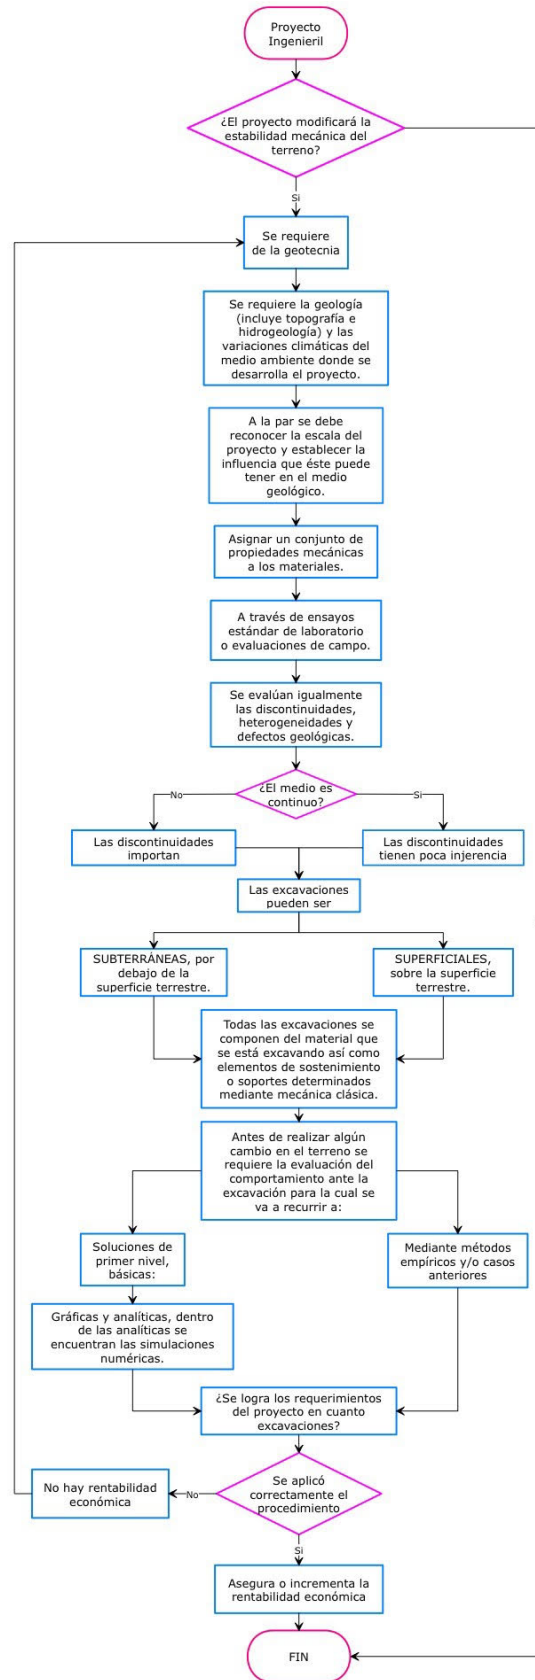 Proyecto
Ingenieril
¿El proyecto modificará la
estabilidad mecánica del
terreno?
Si
Se requiere
de la geotecnia
Se requiere la geología
(incluye topografía e
hidrogeología) y las
variaciones climáticas del
medio ambiente donde se
desarrolla el proyecto.
A la par se debe
reconocer la escala del
proyecto y establecer la
influencia que éste puede
tener en el medio
geológico.
Asignar un conjunto de
propiedades mecánicas
a los materiales.
A través de ensayos
estándar de laboratorio
o evaluaciones de campo.
Se evalúan igualmente
las discontinuidades,
heterogeneidades y
defectos geológicas.
¿El medio es
continuo?
No
Si
Las discontinuidades
importan
Las discontinuidades
tienen poca injerencia
Las excavaciones
pueden ser
SUBTERRÁNEAS, por
debajo de la
superficie terrestre.
SUPERFICIALES,
sobre la superficie
terrestre.
Todas las excavaciones se
componen del material que
se está excavando así como
elementos de sostenimiento
o soportes determinados
mediante mecánica clásica.
Antes de realizar algún
cambio en el terreno se
requiere la evaluación del
comportamiento ante la
excavación para la cual se
va a recurrir a:
Soluciones de
primer nivel,
básicas:
Mediante métodos
empíricos y/o casos
anteriores
Gráficas y analíticas, dentro
de las analíticas se
encuentran las simulaciones
numéricas.
¿Se logra los requerimientos
del proyecto en cuanto
excavaciones?
Se aplicó
correctamente el
procedimiento
No
No hay rentabilidad
económica
Si
Asegura o incrementa la
rentabilidad económica
FIN